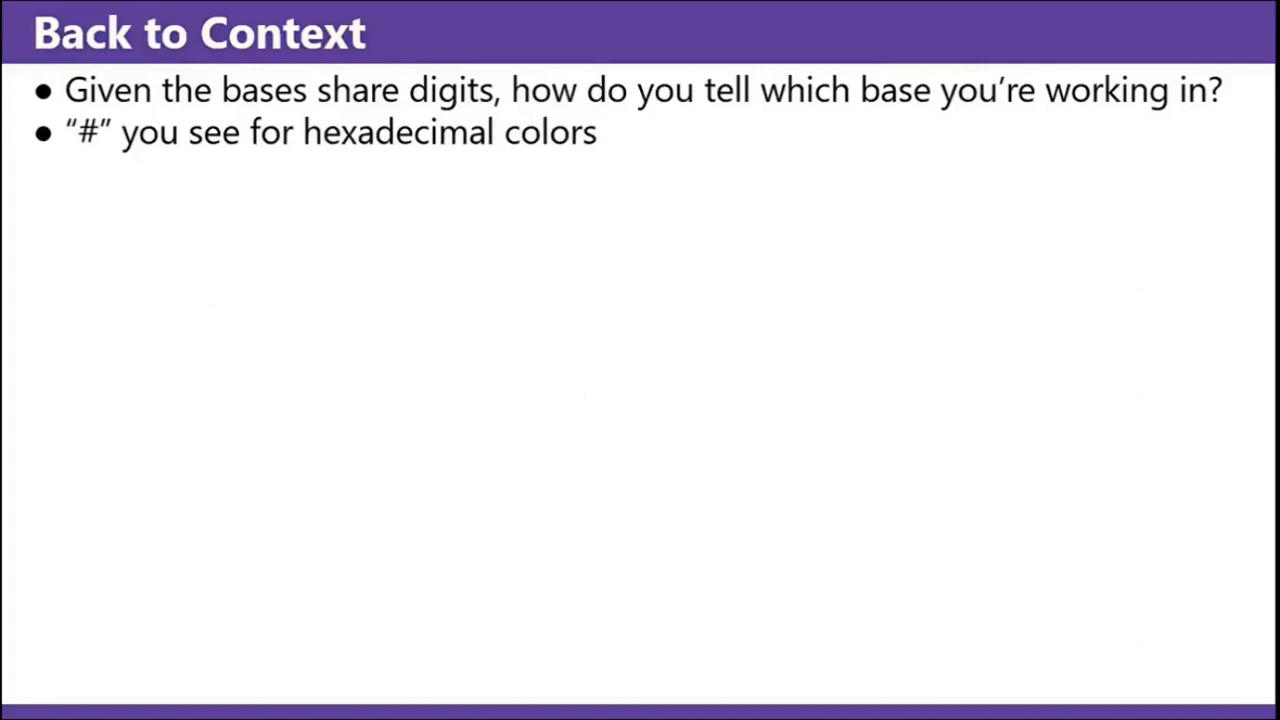 Back to Context
● Given the bases share digits, how do you tell which base you’re working in?
● “#” you see for hexadecimal colors